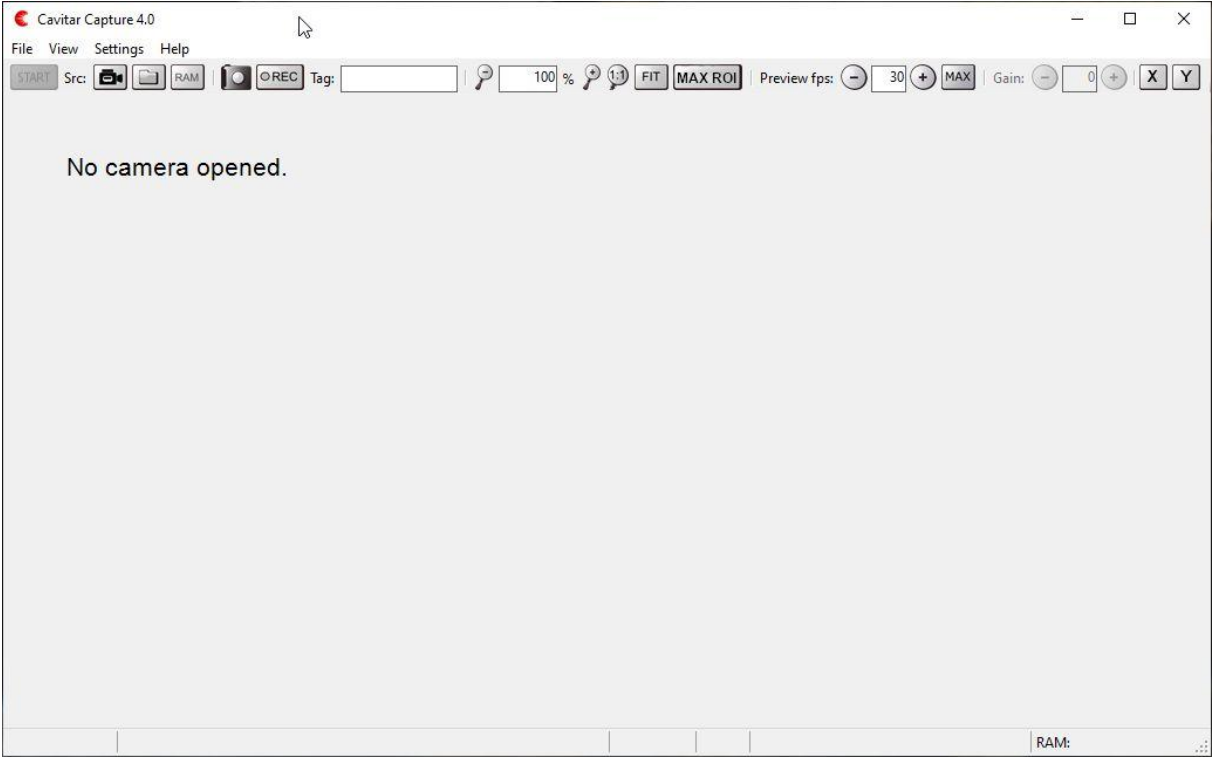 Cavitar Capture 4.0
File View Settings Help
START Src: RAM REC Tag: 100 % 1:1 FIT MAX ROI Preview fps: 30 MAX Gain: 0 X Y
No camera opened.
RAM: